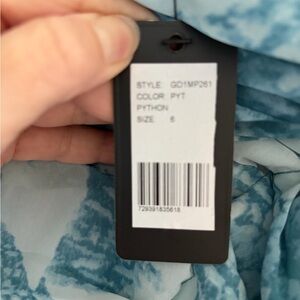 STYLE: GD1MP261
COLOR: PYT
PYTHON
SIZE: 6
729391835618